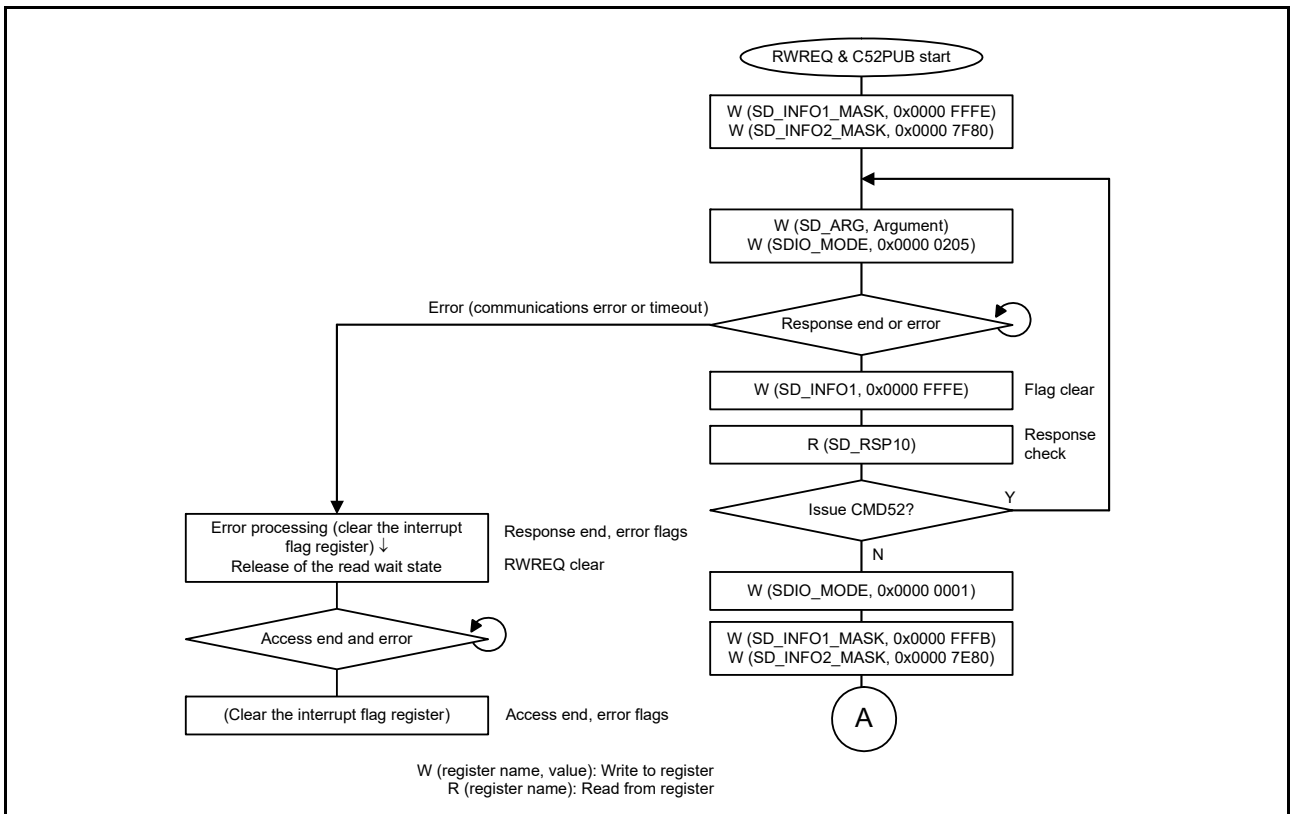 RWREQ & C52PUB start
W (SD_INFO1_MASK, 0x0000 FFFE)
W (SD_INFO2_MASK, 0x0000 7F80)
W (SD_ARG, Argument)
W (SDIO_MODE, 0x0000 0205)
Error (communications error or timeout)
Response end or error
W (SD_INFO1, 0x0000 FFFE)
Flag clear
R (SD_RSP10)
Response
check
Issue CMD52?
Y
N
Error processing (clear the interrupt
flag register) ↓
Release of the read wait state
Response end, error flags
RWREQ clear
W (SDIO_MODE, 0x0000 0001)
Access end and error
W (SD_INFO1_MASK, 0x0000 FFFB)
W (SD_INFO2_MASK, 0x0000 7E80)
(Clear the interrupt flag register)
Access end, error flags
A
W (register name, value): Write to register
R (register name): Read from register